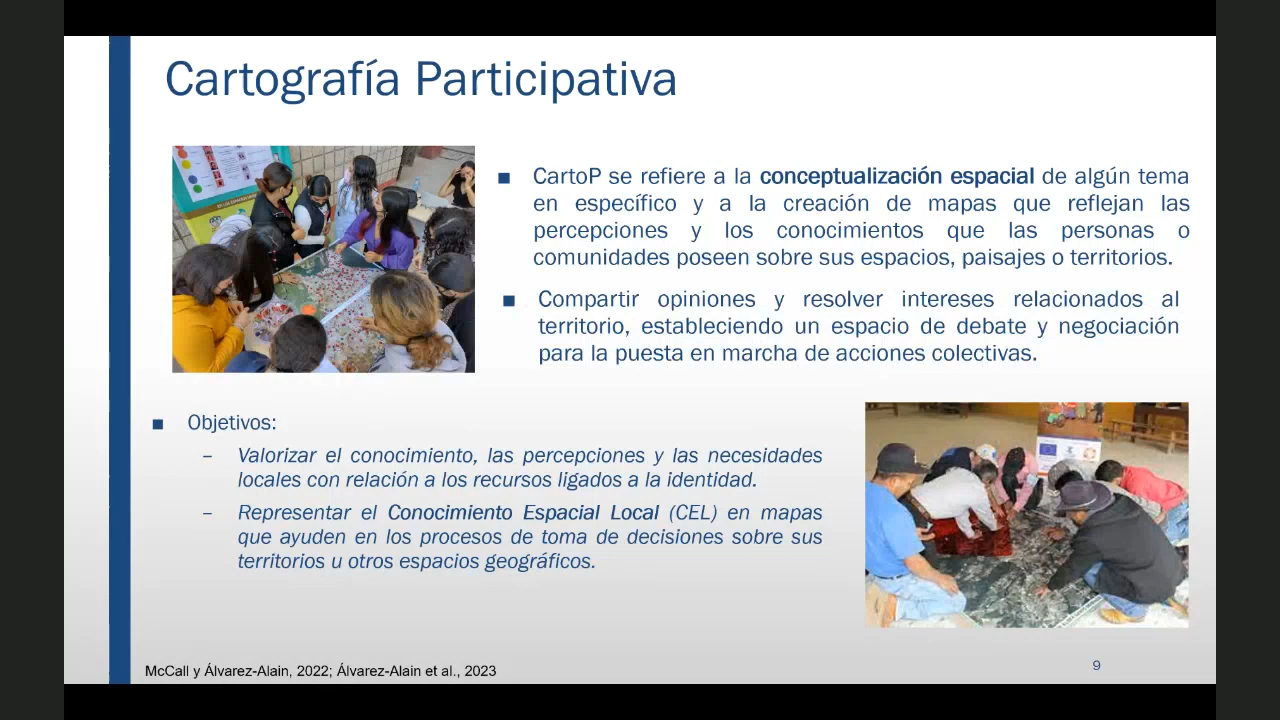 Cartografía Participativa
■ CartoP se refiere a la conceptualización espacial de algún tema
en específico y a la creación de mapas que reflejan las
percepciones y los conocimientos que las personas o
comunidades poseen sobre sus espacios, paisajes o territorios.
■ Compartir opiniones y resolver intereses relacionados al
territorio, estableciendo un espacio de debate y negociación
para la puesta en marcha de acciones colectivas.
■ Objetivos:
– Valorizar el conocimiento, las percepciones y las necesidades
locales con relación a los recursos ligados a la identidad.
– Representar el Conocimiento Espacial Local (CEL) en mapas
que ayuden en los procesos de toma de decisiones sobre sus
territorios u otros espacios geográficos.
McCall y Álvarez-Alain, 2022; Álvarez-Alain et al., 2023
9